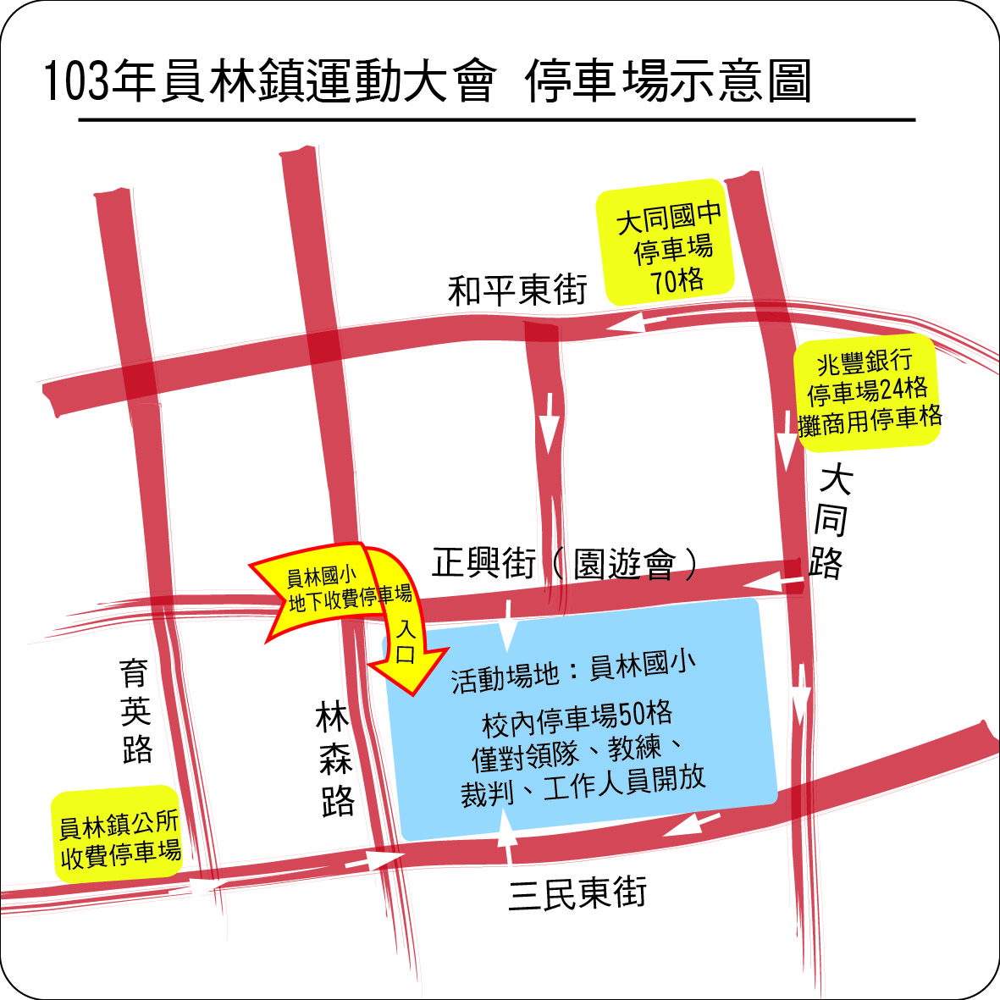 103年員林鎮運動大會 停車場示意圖
大同國中
停車場
70格
和平東街
兆豐銀行
停車場24格
攤商用停車格
大同路
正興街（園遊會）
員林國小
地下收費停車場
入口
活動場地：員林國小
校內停車場50格
僅對領隊、教練、
裁判、工作人員開放
育英路
林森路
員林鎮公所
收費停車場
三民東街